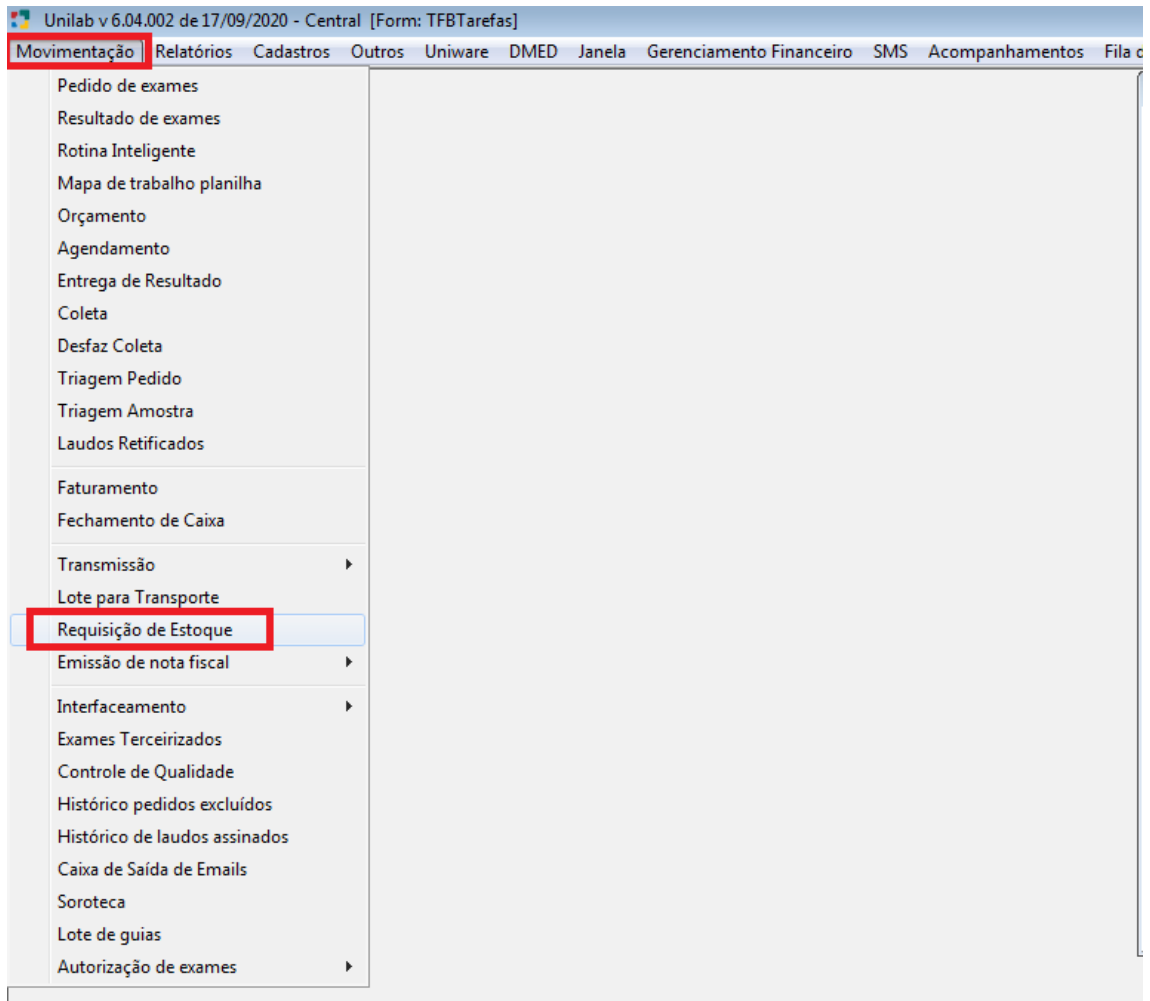 Unilab v 6.04.002 de 17/09/2020 - Central [Form: TFBTarefas]
Movimentação Relatórios Cadastros Outros Uniware DMED Janela Gerenciamento Financeiro SMS Acompanhamentos Fila
Pedido de exames
Resultado de exames
Rotina Inteligente
Mapa de trabalho planilha
Orçamento
Agendamento
Entrega de Resultado
Coleta
Desfaz Coleta
Triagem Pedido
Triagem Amostra
Laudos Retificados
Faturamento
Fechamento de Caixa
Transmissão
Lote para Transporte
Requisição de Estoque
Emissão de nota fiscal
Interfaceamento
Exames Terceirizados
Controle de Qualidade
Histórico pedidos excluídos
Histórico de laudos assinados
Caixa de Saída de Emails
Soroteca
Lote de guias
Autorização de exames